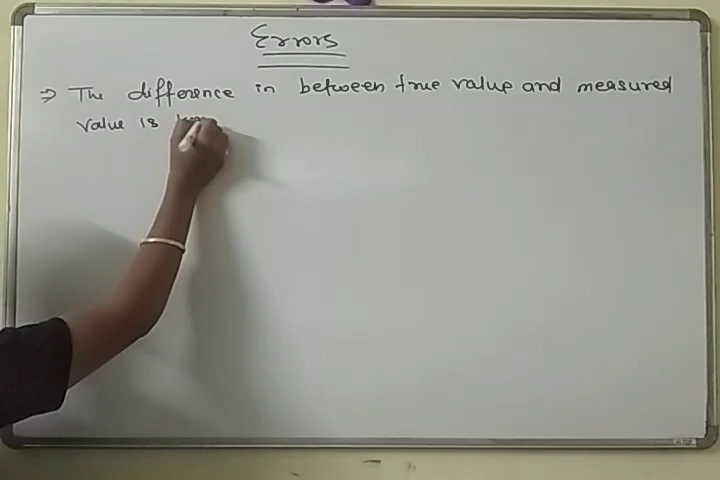 Errors
⇒ The difference in between true value and measured
value is